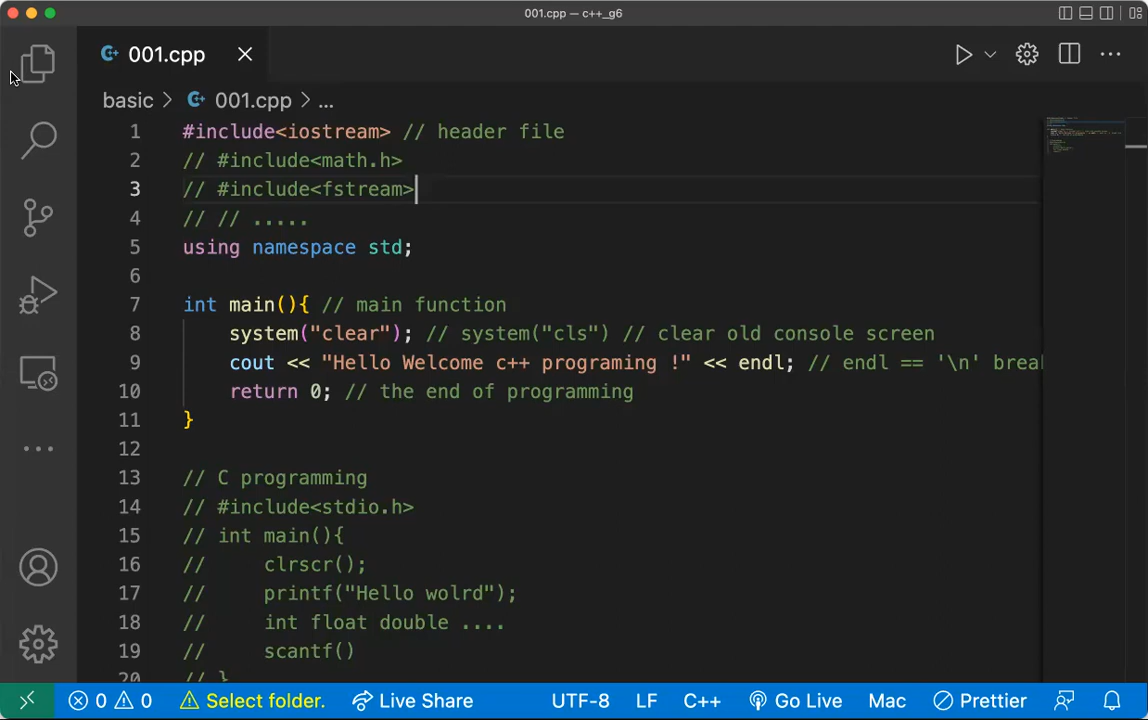 001.cpp — c++_g6
001.cpp
basic > 001.cpp > ...
1 #include<iostream> // header file
2 // #include<math.h>
3 // #include<fstream>
4 // // .....
5 using namespace std;
6
7 int main(){ // main function
8 system("clear"); // system("cls") // clear old console screen
9 cout << "Hello Welcome c++ programing !" << endl; // endl == '\n' brea
10 return 0; // the end of programming
11 }
12
13 // C programming
14 // #include<stdio.h>
15 // int main(){
16 // clrscr();
17 // printf("Hello wolrd");
18 // int float double ....
19 // scantf()
20 // }
0 0 Select folder. Live Share UTF-8 LF C++ Go Live Mac Prettier